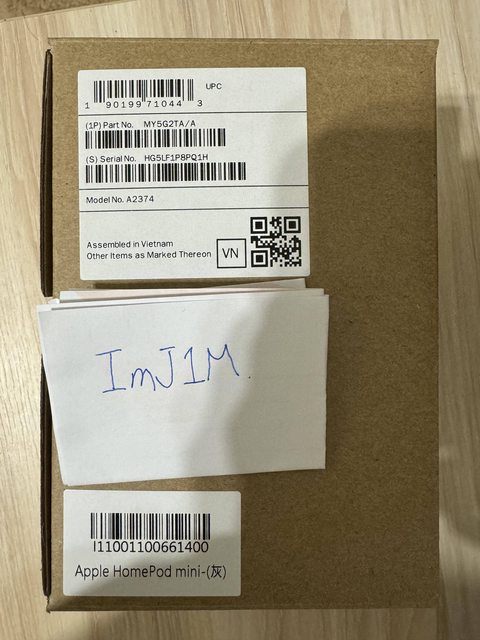 UPC
1 90199 71044 3
(1P) Part No. MY5G2TA/A
(S) Serial No. HG5LF1P8PQ1H
Model No. A2374
Assembled in Vietnam
Other Items as Marked Thereon
VN
ImJ1M
I11001100661400
Apple HomePod mini-(灰)